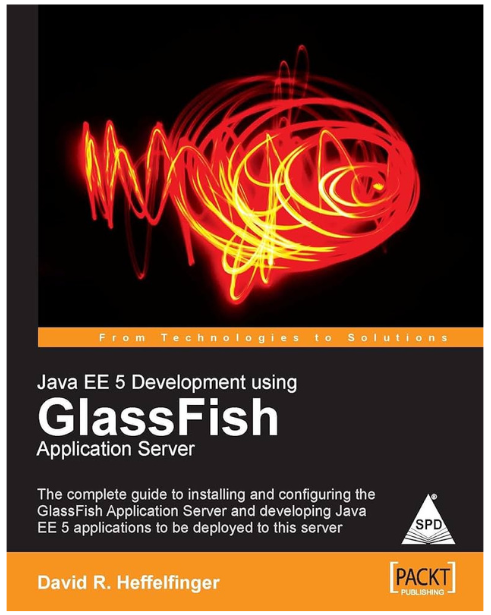 From Technologies to Solutions
Java EE 5 Development using
GlassFish
Application Server
The complete guide to installing and configuring the
GlassFish Application Server and developing Java
EE 5 applications to be deployed to this server
®
SPD
David R. Heffelfinger
[PACKT]
PUBLISHING